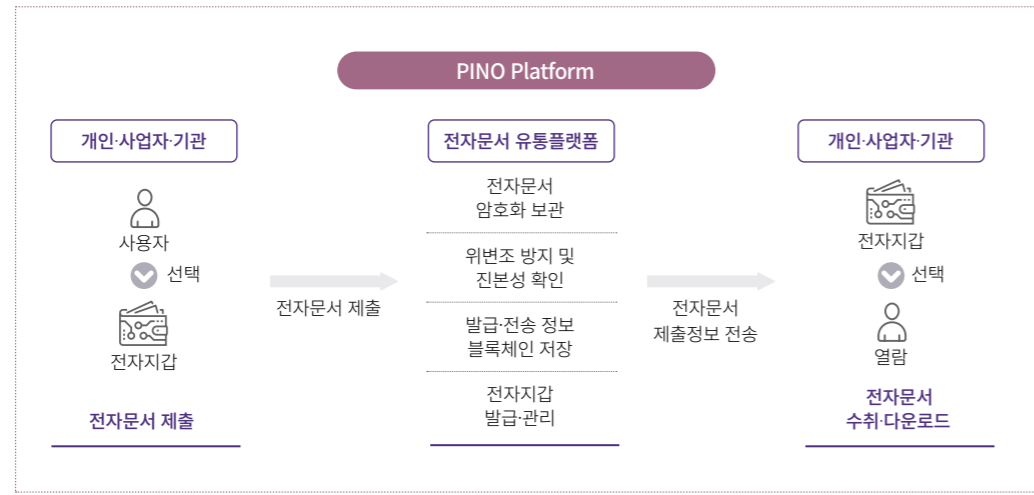 PINO Platform
개인·사업자·기관
사용자
선택
전자지갑
전자문서 제출
전자문서 제출
전자문서 유통플랫폼
전자문서
암호화 보관
위변조 방지 및
진본성 확인
발급·전송 정보
블록체인 저장
전자지갑
발급·관리
전자문서
제출정보 전송
개인·사업자·기관
전자지갑
선택
열람
전자문서
수취·다운로드